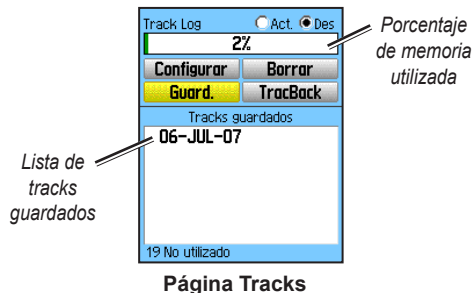 Track Log Act. Des
2%
Configurar Borrar
Guard. TracBack
Tracks guardados
06-JUL-07
19 No utilizado
Porcentaje
de memoria
utilizada
Lista de
tracks
guardados
Página Tracks